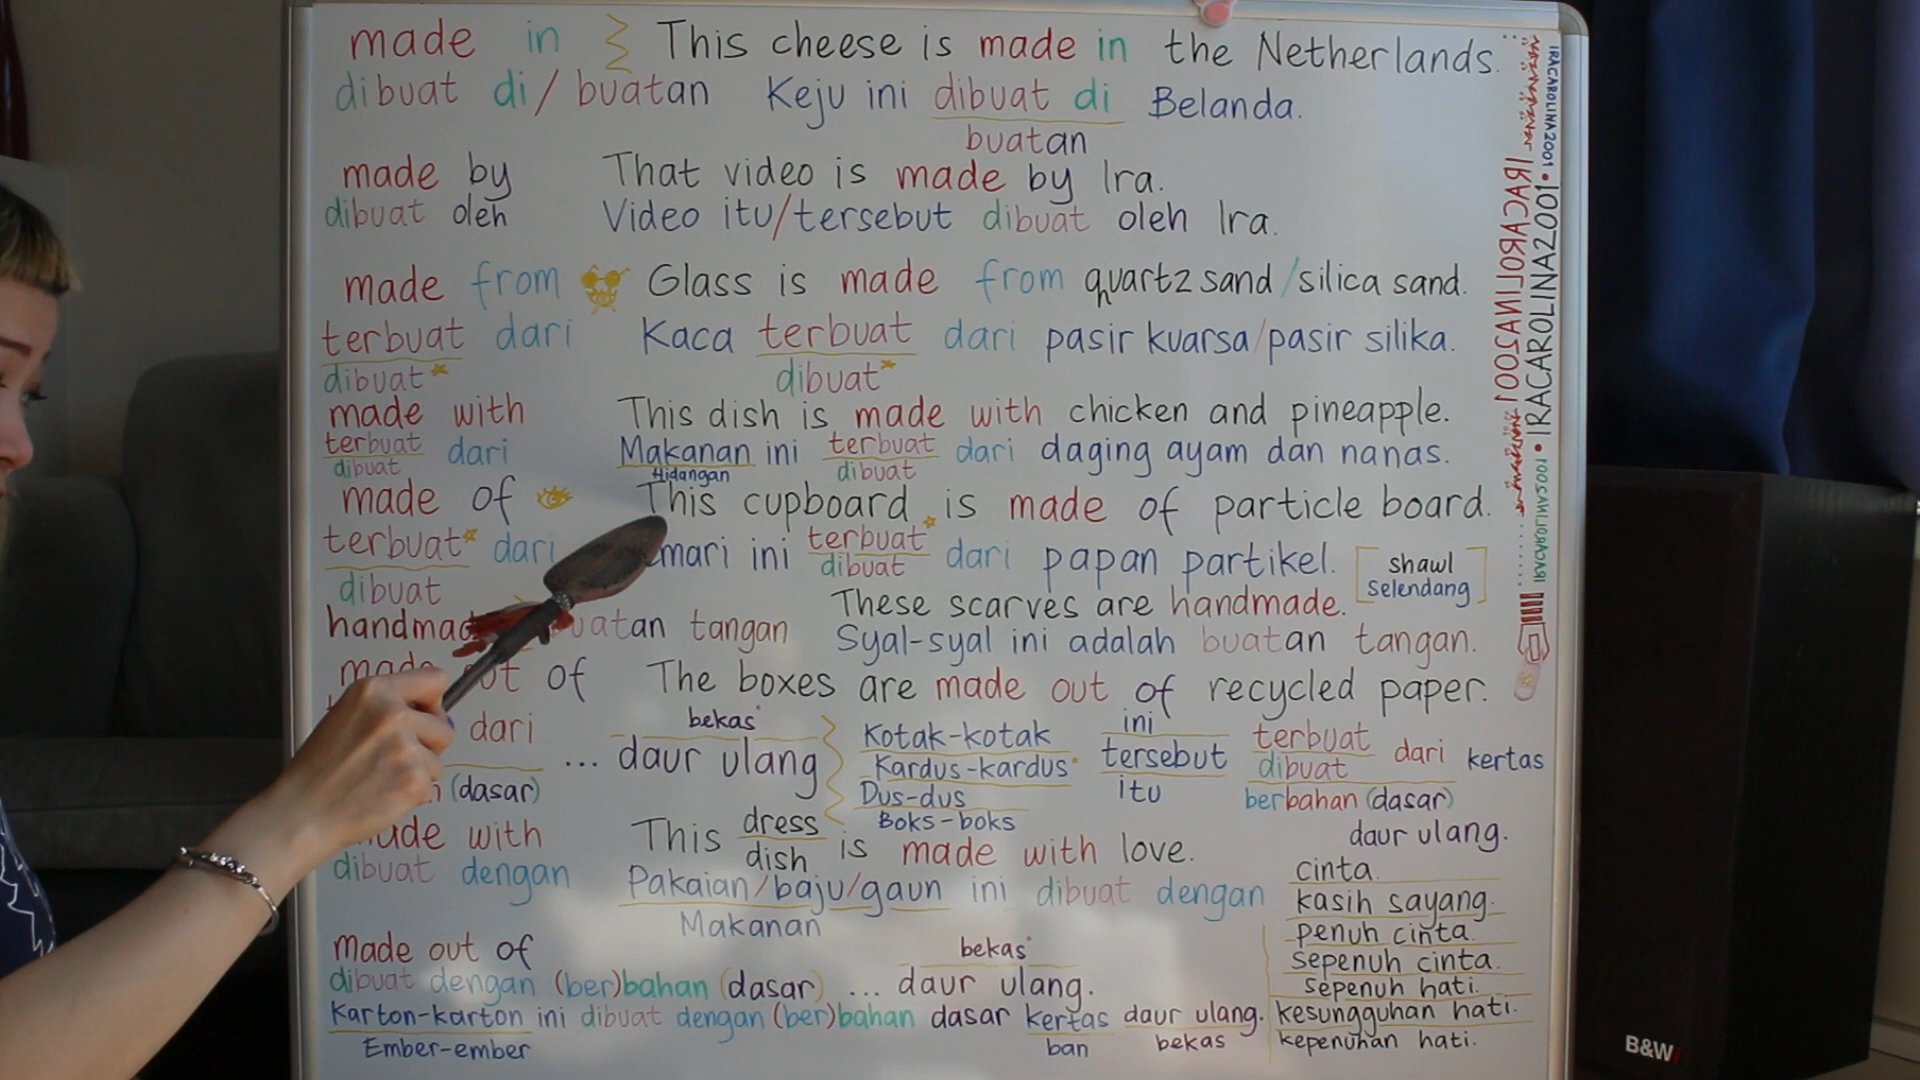 made in This cheese is made in the Netherlands.
dibuat di / buatan Keju ini dibuat di Belanda.
buatan
made by That video is made by Ira.
dibuat oleh Video itu/tersebut dibuat oleh Ira.
made from Glass is made from quartz sand/silica sand.
terbuat dari Kaca terbuat dari pasir kuarsa/pasir silika.
dibuat* dibuat*
made with This dish is made with chicken and pineapple.
terbuat dari Makanan ini terbuat dari daging ayam dan nanas.
dibuat Hidangan dibuat
made of This cupboard is made of particle board.
terbuat* dari mari ini terbuat* dari papan partikel.
dibuat dibuat
shawl
selendang
These scarves are handmade.
handmad buatan tangan Syal-syal ini adalah buatan tangan.
made out of The boxes are made out of recycled paper.
dari ... daur ulang
bekas
(dasar)
Kotak-kotak ini terbuat dari kertas
Kardus-kardus tersebut dibuat
Dus-dus itu berbahan (dasar)
Boks-boks daur ulang.
made with This dress is made with love.
dish
dibuat dengan Pakaian/baju/gaun ini dibuat dengan cinta.
Makanan
kasih sayang.
penuh cinta.
sepenuh cinta.
sepenuh hati.
kesungguhan hati.
kepenuhan hati.
made out of bekas
dibuat dengan (ber)bahan (dasar) ... daur ulang.
Karton-karton ini dibuat dengan (ber)bahan dasar kertas daur ulang.
Ember-ember ban bekas
IRACAROLINA2001
IRACAROLINA2001
IRACAROLINA2001
IRACAROLINA2001
B&W